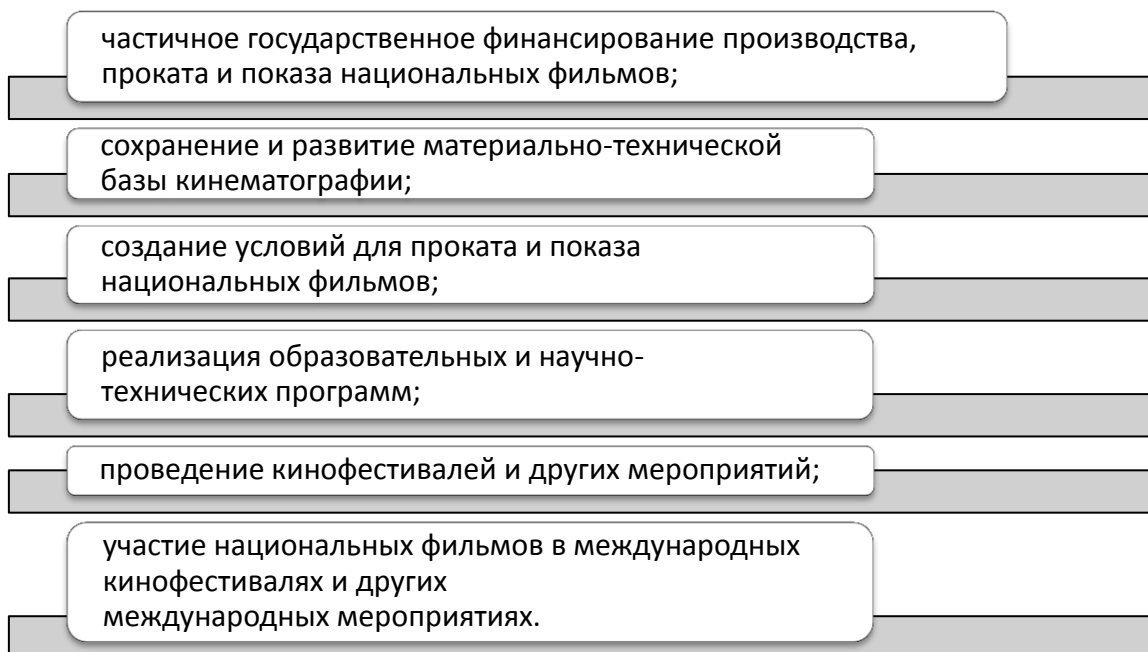 частичное государственное финансирование производства,
проката и показа национальных фильмов;
сохранение и развитие материально-технической
базы кинематографии;
создание условий для проката и показа
национальных фильмов;
реализация образовательных и научно-
технических программ;
проведение кинофестивалей и других мероприятий;
участие национальных фильмов в международных
кинофестивалях и других
международных мероприятиях.